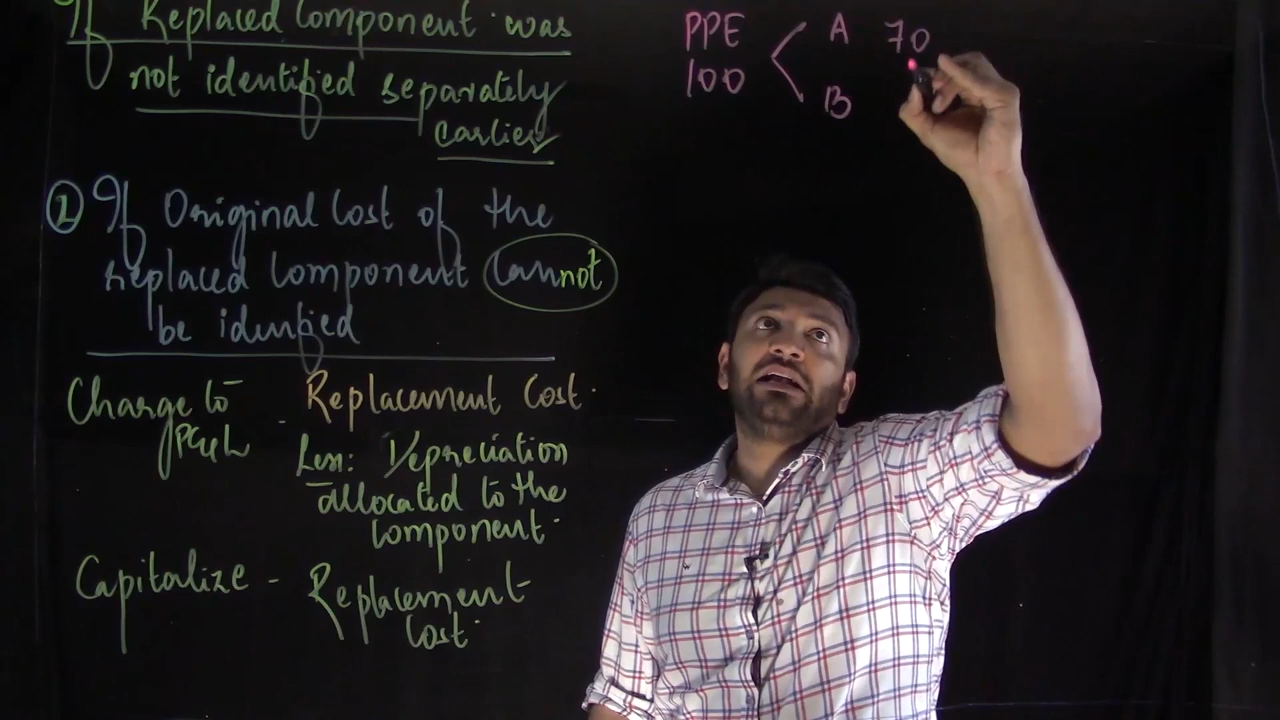 If Replaced Component was
not identified separately
earlier
② If Original Cost of the
Replaced Component Cannot
be idenfied
Charge to P&L - Replacement Cost.
Less: Depreciation
allocated to the
component.
Capitalize - Replacement
Cost.
PPE
100
A 70
B